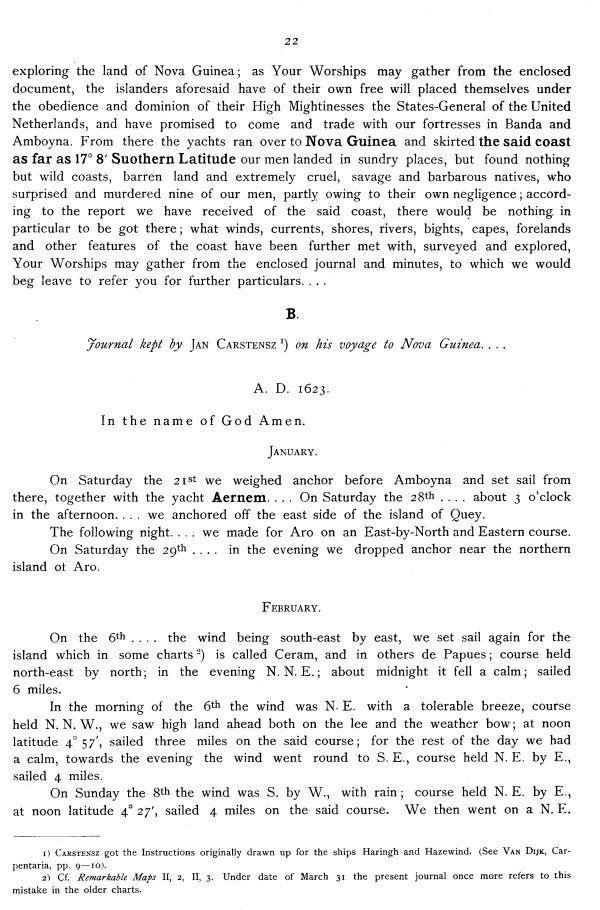 22
exploring the land of Nova Guinea; as Your Worships may gather from the enclosed
document, the islanders aforesaid have of their own free will placed themselves under
the obedience and dominion of their High Mightinesses the States-General of the United
Netherlands, and have promised to come and trade with our fortresses in Banda and
Amboyna. From there the yachts ran over to Nova Guinea and skirted the said coast
as far as 17° 8′ Suothern Latitude our men landed in sundry places, but found nothing
but wild coasts, barren land and extremely cruel, savage and barbarous natives, who
surprised and murdered nine of our men, partly owing to their own negligence; accord-
ing to the report we have received of the said coast, there would be nothing in
particular to be got there; what winds, currents, shores, rivers, bights, capes, forelands
and other features of the coast have been further met with, surveyed and explored,
Your Worships may gather from the enclosed journal and minutes, to which we would
beg leave to refer you for further particulars....
B.
Journal kept by JAN CARSTENSZ ¹) on his voyage to Nova Guinea....
A. D. 1623.
In the name of God Amen.
JANUARY.
On Saturday the 21st we weighed anchor before Amboyna and set sail from
there, together with the yacht Aernem.... On Saturday the 28th .... about 3 o'clock
in the afternoon.... we anchored off the east side of the island of Quey.
The following night.... we made for Aro on an East-by-North and Eastern course.
On Saturday the 29th .... in the evening we dropped anchor near the northern
island ot Aro.
FEBRUARY.
On the 6th .... the wind being south-east by east, we set sail again for the
island which in some charts ²) is called Ceram, and in others de Papues; course held
north-east by north; in the evening N. N. E.; about midnight it fell a calm; sailed
6 miles.
In the morning of the 6th the wind was N. E. with a tolerable breeze, course
held N. N. W., we saw high land ahead both on the lee and the weather bow; at noon
latitude 4° 57′, sailed three miles on the said course; for the rest of the day we had
a calm, towards the evening the wind went round to S. E., course held N. E. by E.,
sailed 4 miles.
On Sunday the 8th the wind was S. by W., with rain; course held N. E. by E.,
at noon latitude 4° 27′, sailed 4 miles on the said course. We then went on a N. E.
1) CARSTENSZ got the Instructions originally drawn up for the ships Haringh and Hazewind. (See VAN DIJK, Car-
pentaria, pp. 9—10).
2) Cf. Remarkable Maps II, 2, II, 3. Under date of March 31 the present journal once more refers to this
mistake in the older charts.